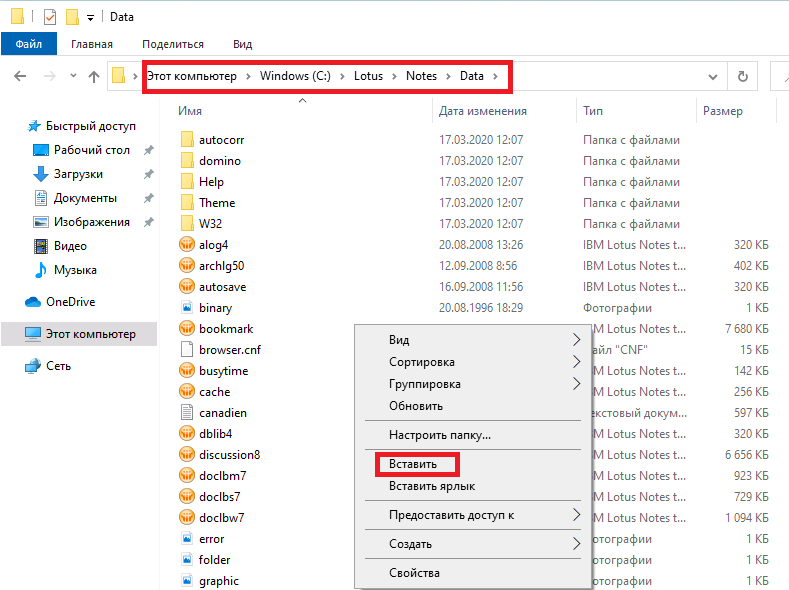 Data
Файл Главная Поделиться Вид
Этот компьютер Windows (C:) Lotus Notes Data
Имя Дата изменения Тип Размер
Быстрый доступ
Рабочий стол
Загрузки
Документы
Изображения
Видео
Музыка
OneDrive
Этот компьютер
Сеть
autocorr 17.03.2020 12:07 Папка с файлами
domino 17.03.2020 12:07 Папка с файлами
Help 17.03.2020 12:07 Папка с файлами
Theme 17.03.2020 12:07 Папка с файлами
W32 17.03.2020 12:07 Папка с файлами
alog4 20.08.2008 13:26 IBM Lotus Notes t... 320 КБ
archlg50 12.09.2008 8:56 IBM Lotus Notes t... 402 КБ
autosave 16.09.2008 11:56 IBM Lotus Notes t... 320 КБ
binary 20.08.1996 18:29 Фотографии 1 КБ
bookmark M Lotus Notes t... 7 680 КБ
browser.cnf айл "CNF" 15 КБ
busytime M Lotus Notes t... 142 КБ
cache M Lotus Notes t... 256 КБ
canadien екстовый докум... 597 КБ
dblib4 M Lotus Notes t... 320 КБ
discussion8 M Lotus Notes t... 6 656 КБ
doclbm7 M Lotus Notes t... 923 КБ
doclbs7 M Lotus Notes t... 729 КБ
doclbw7 M Lotus Notes t... 1 094 КБ
error отографии 1 КБ
folder отографии 1 КБ
graphic отографии 1 КБ
Вид
Сортировка
Группировка
Обновить
Настроить папку...
Вставить
Вставить ярлык
Предоставить доступ к
Создать
Свойства